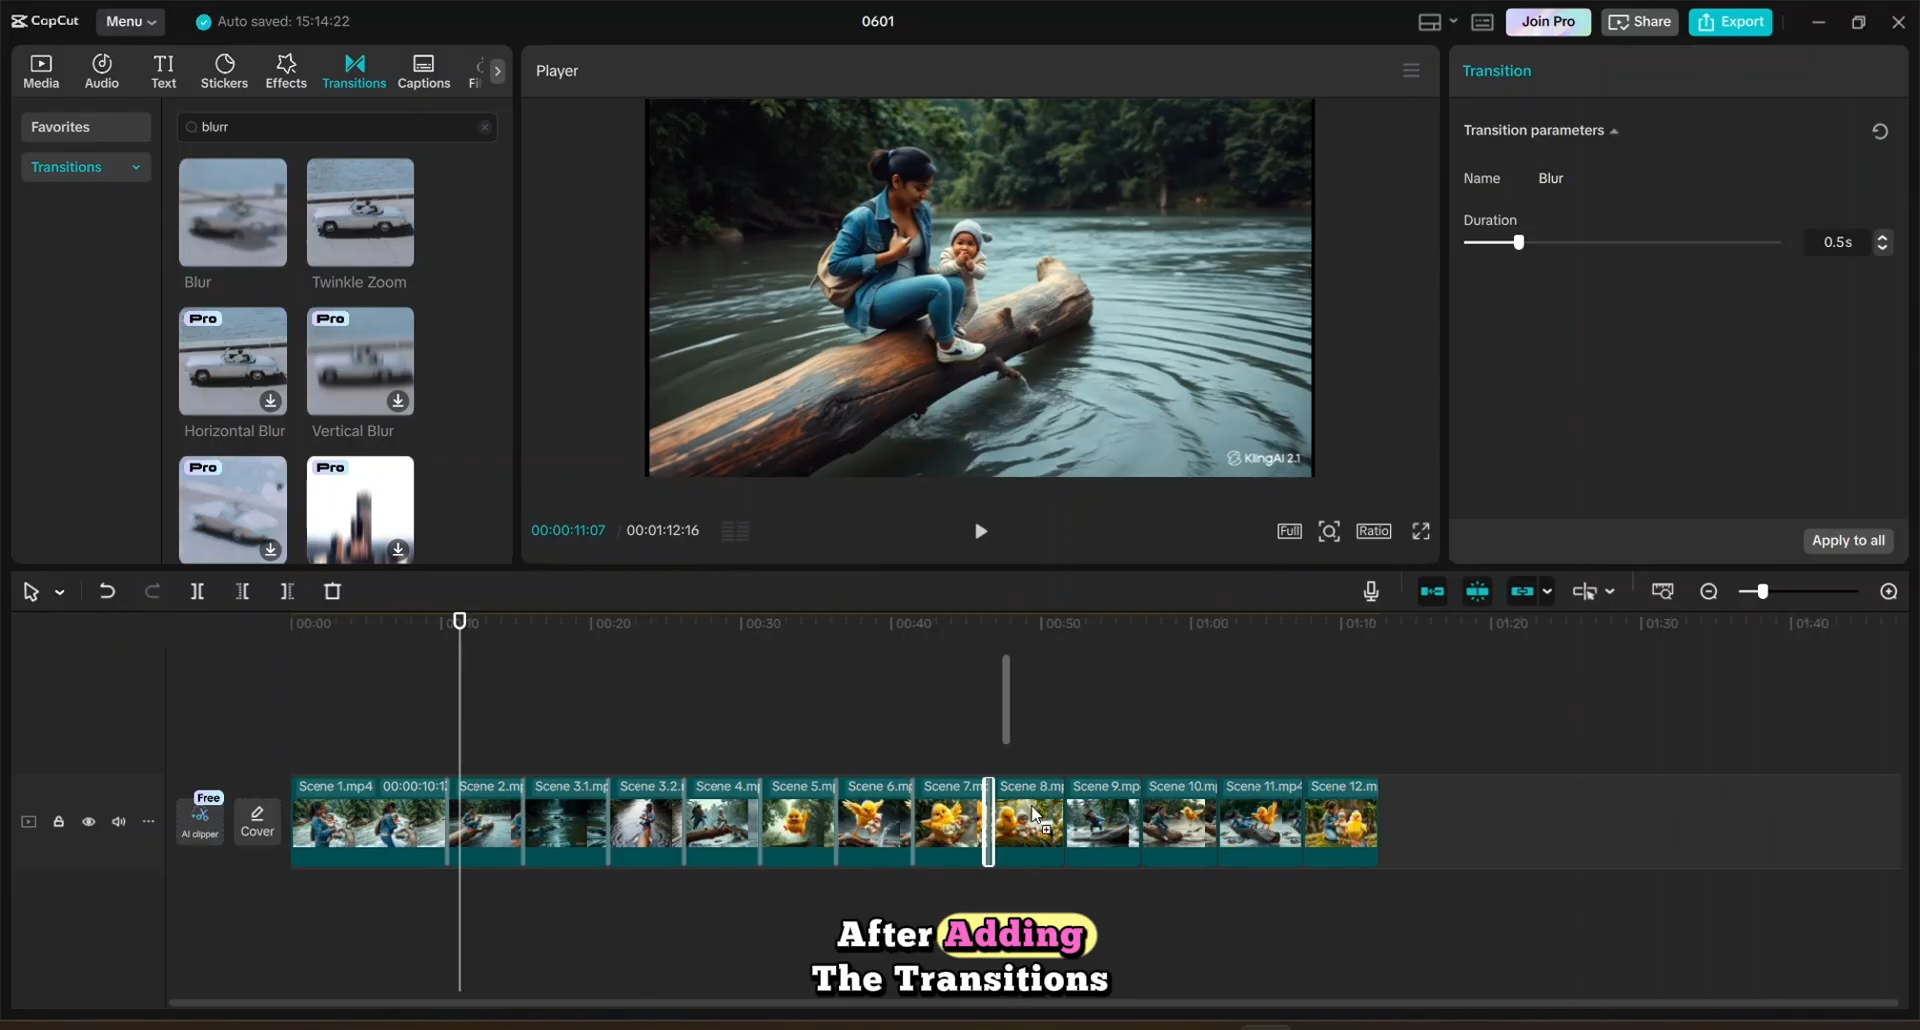 CapCut
Menu
Auto saved: 15:14:22
0601
Join Pro
Share
Export
Media
Audio
Text
Stickers
Effects
Transitions
Captions
Fi
Player
Transition
Favorites
Transitions
blurr
Blur
Twinkle Zoom
Pro
Pro
Horizontal Blur
Vertical Blur
Pro
Pro
KlingAI 2.1
Transition parameters
Name
Blur
Duration
0.5s
00:00:11:07 / 00:01:12:16
Full
Ratio
Apply to all
00:00
00:20
00:30
00:40
00:50
01:00
01:10
01:20
01:30
01:40
Free
AI clipper
Cover
Scene 1.mp4 00:00:10:1
Scene 2.m
Scene 3.1.m
Scene 3.2.
Scene 4.m
Scene 5.m
Scene 6.m
Scene 7.m
Scene 8.m
Scene 9.mp
Scene 10.m
Scene 11.mp4
Scene 12.m
After Adding
The Transitions